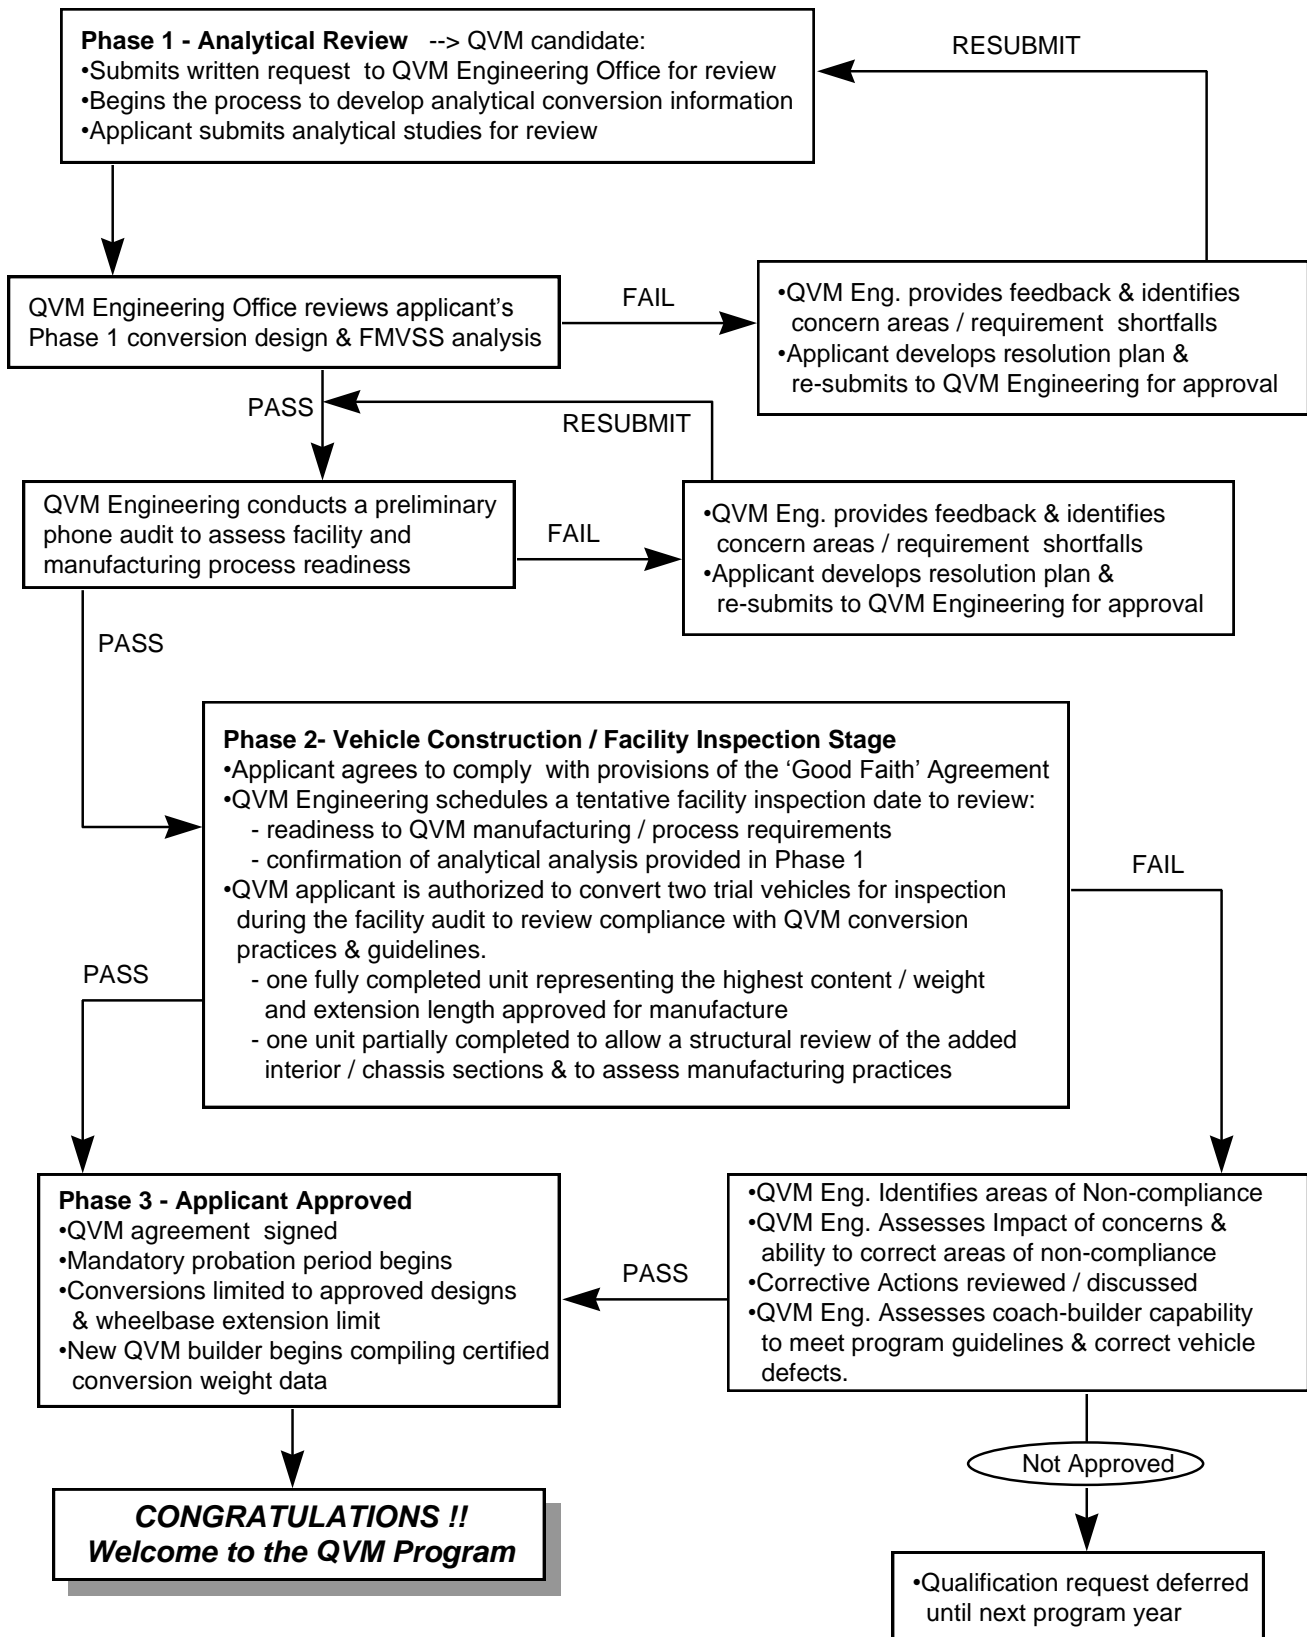 Phase 1 - Analytical Review --> QVM candidate:
•Submits written request to QVM Engineering Office for review
•Begins the process to develop analytical conversion information
•Applicant submits analytical studies for review
RESUBMIT
QVM Engineering Office reviews applicant's
Phase 1 conversion design & FMVSS analysis
FAIL
•QVM Eng. provides feedback & identifies
concern areas / requirement shortfalls
•Applicant develops resolution plan &
re-submits to QVM Engineering for approval
PASS
RESUBMIT
QVM Engineering conducts a preliminary
phone audit to assess facility and
manufacturing process readiness
FAIL
•QVM Eng. provides feedback & identifies
concern areas / requirement shortfalls
•Applicant develops resolution plan &
re-submits to QVM Engineering for approval
PASS
Phase 2- Vehicle Construction / Facility Inspection Stage
•Applicant agrees to comply with provisions of the ‘Good Faith’ Agreement
•QVM Engineering schedules a tentative facility inspection date to review:
- readiness to QVM manufacturing / process requirements
- confirmation of analytical analysis provided in Phase 1
•QVM applicant is authorized to convert two trial vehicles for inspection
during the facility audit to review compliance with QVM conversion
practices & guidelines.
- one fully completed unit representing the highest content / weight
and extension length approved for manufacture
- one unit partially completed to allow a structural review of the added
interior / chassis sections & to assess manufacturing practices
FAIL
PASS
Phase 3 - Applicant Approved
•QVM agreement signed
•Mandatory probation period begins
•Conversions limited to approved designs
& wheelbase extension limit
•New QVM builder begins compiling certified
conversion weight data
PASS
•QVM Eng. Identifies areas of Non-compliance
•QVM Eng. Assesses Impact of concerns &
ability to correct areas of non-compliance
•Corrective Actions reviewed / discussed
•QVM Eng. Assesses coach-builder capability
to meet program guidelines & correct vehicle
defects.
Not Approved
CONGRATULATIONS !!
Welcome to the QVM Program
•Qualification request deferred
until next program year